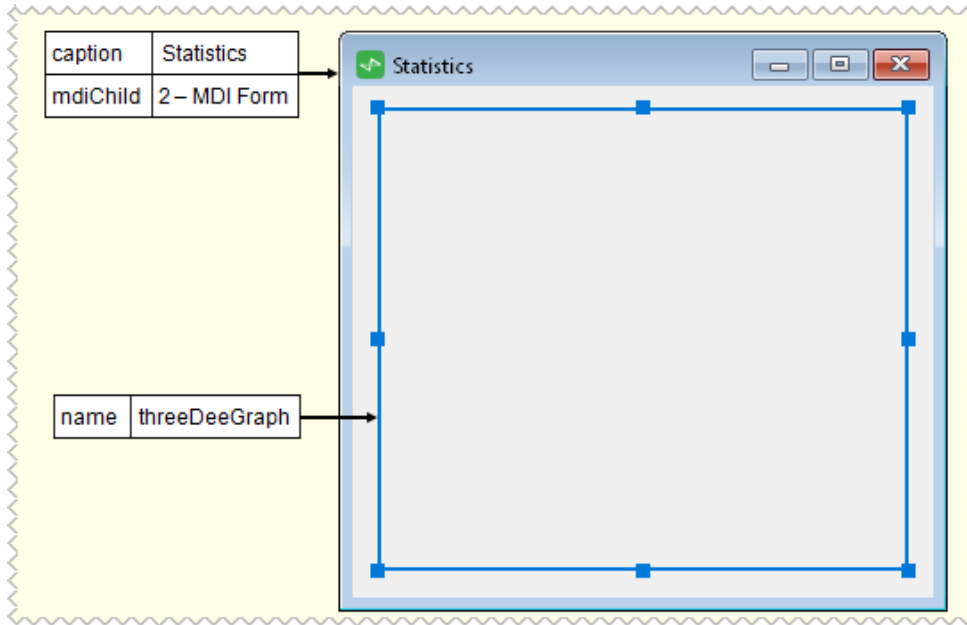 caption Statistics
mdiChild 2 – MDI Form
Statistics
name threeDeeGraph